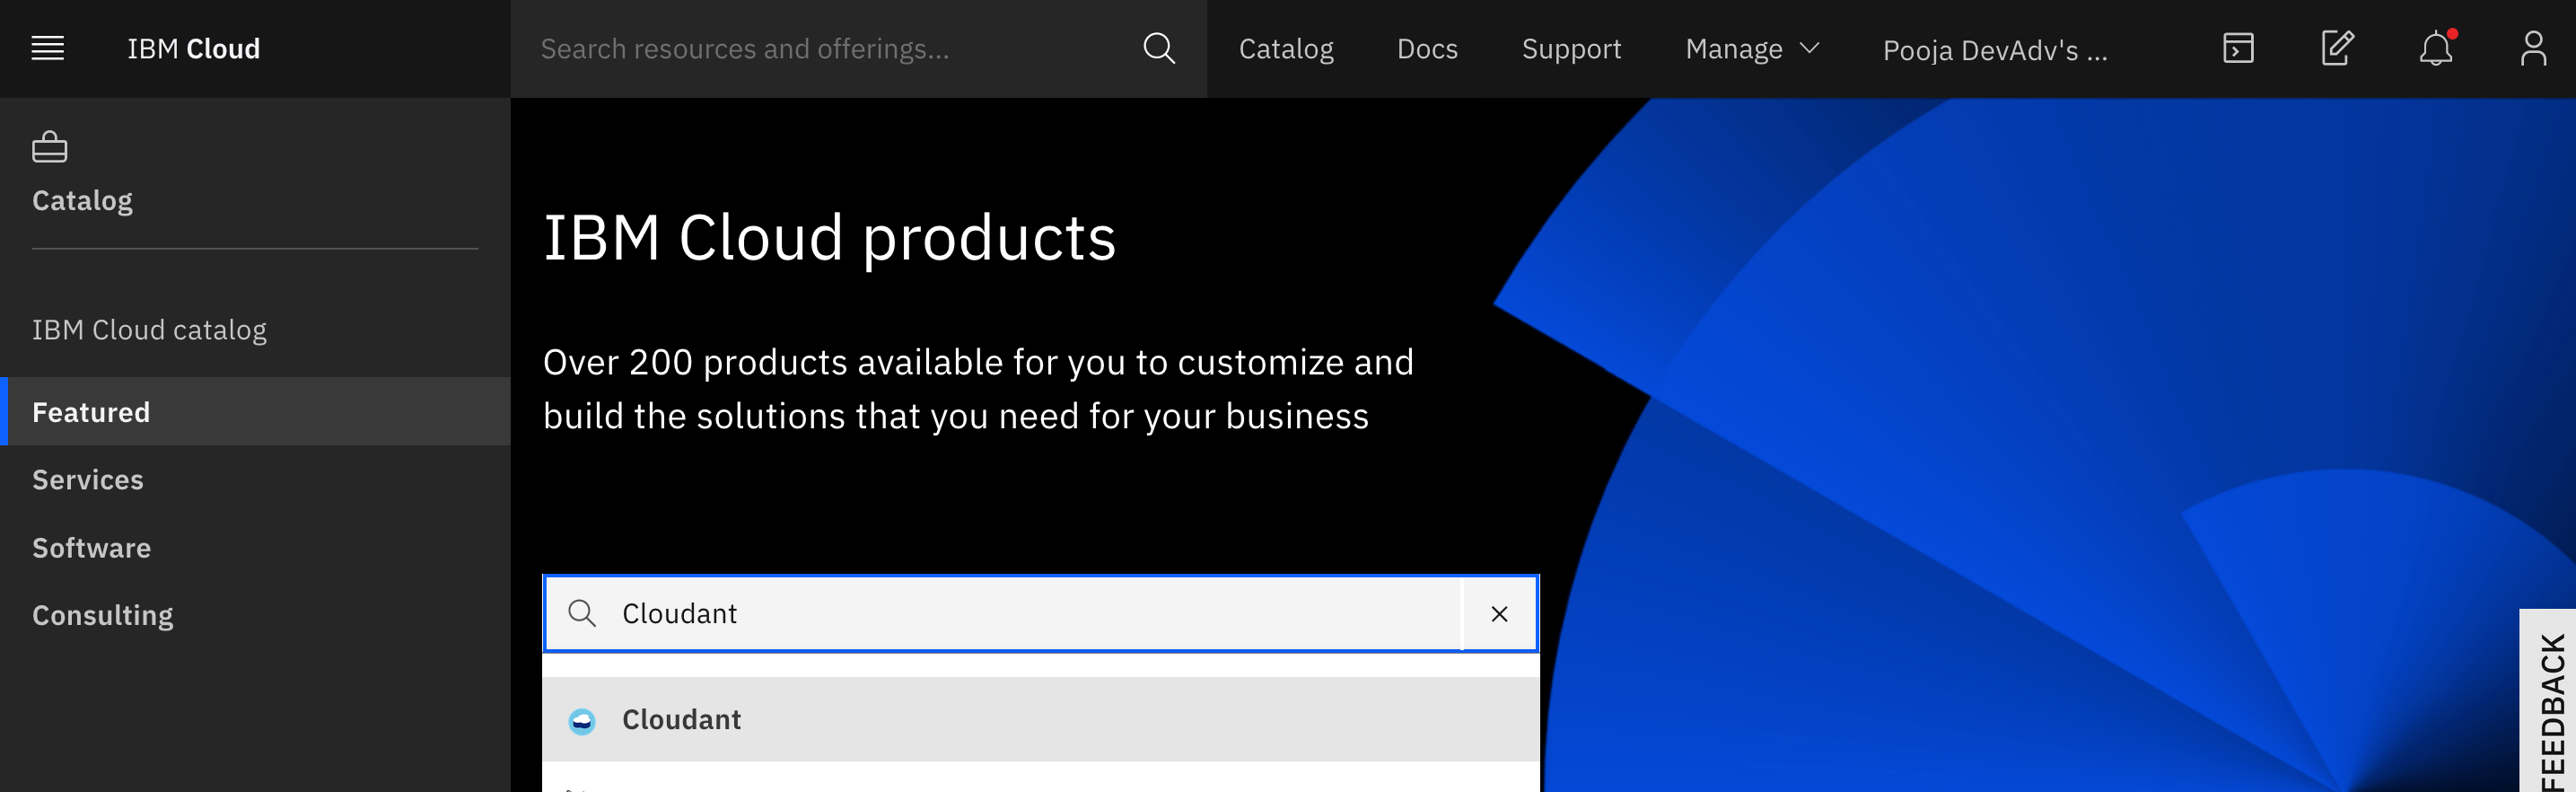 IBM Cloud
Search resources and offerings...
Catalog
Docs
Support
Manage
Pooja DevAdv's ...
Catalog
IBM Cloud catalog
Featured
Services
Software
Consulting
IBM Cloud products
Over 200 products available for you to customize and
build the solutions that you need for your business
Cloudant
Cloudant
FEEDBACK